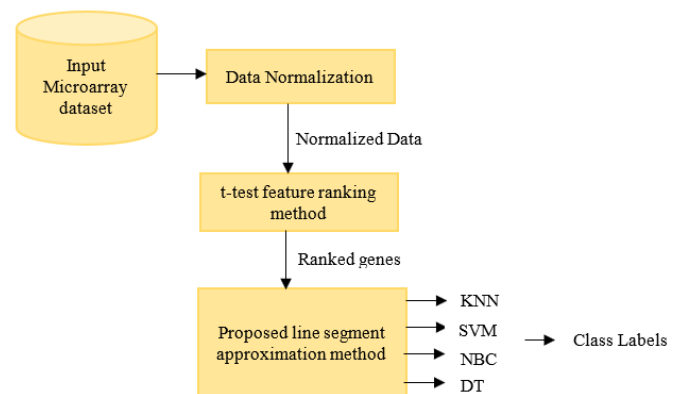 Input
Microarray
dataset
Data Normalization
Normalized Data
t-test feature ranking
method
Ranked genes
Proposed line segment
approximation method
KNN
SVM
NBC
DT
Class Labels